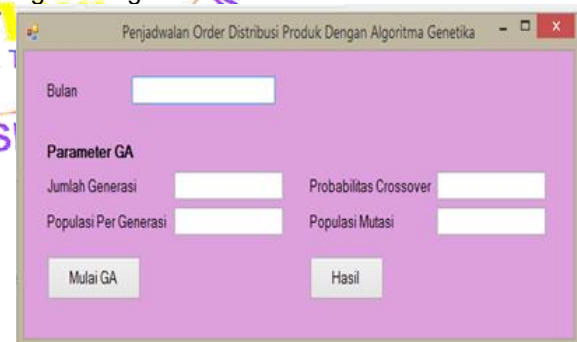 Penjadwalan Order Distribusi Produk Dengan Algoritma Genetika
Bulan
Parameter GA
Jumlah Generasi
Probabilitas Crossover
Populasi Per Generasi
Populasi Mutasi
Mulai GA
Hasil